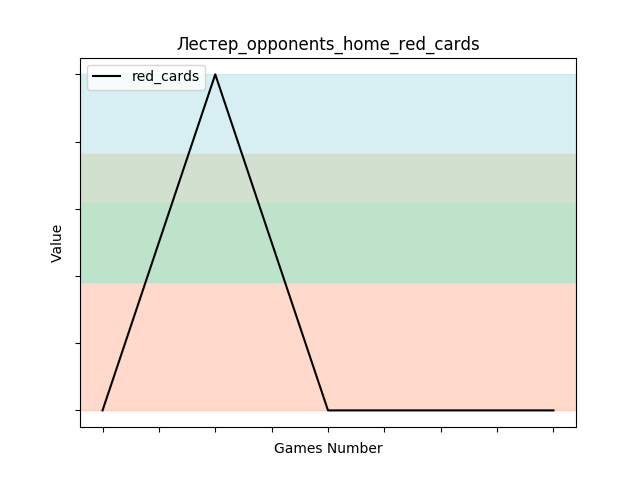 Лестер_opponents_home_red_cards
red_cards
Value
Games Number